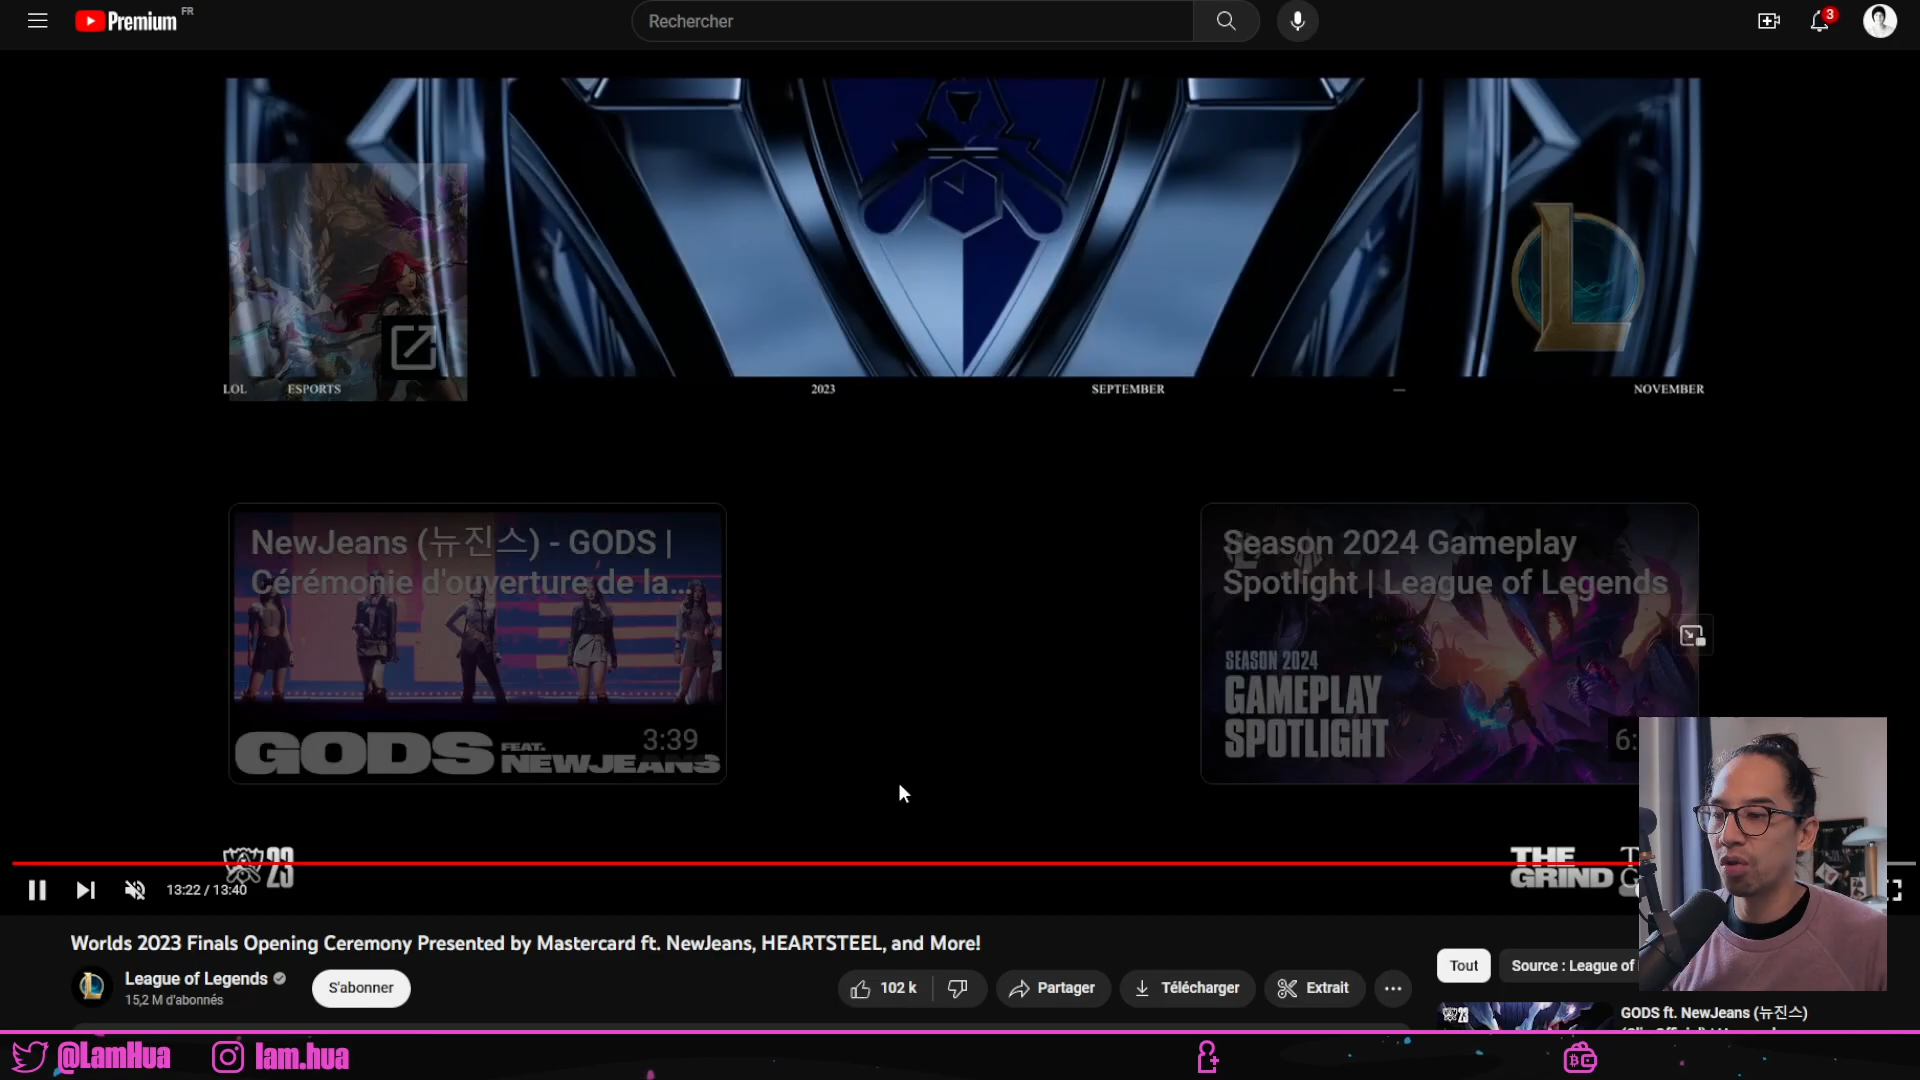 Premium FR
Rechercher
3
LOL ESPORTS 2023 SEPTEMBER — NOVEMBER
NewJeans (뉴진스) - GODS |
Cérémonie d'ouverture de la...
3:39
GODS FEAT. NEWJEANS
Season 2024 Gameplay
Spotlight | League of Legends
SEASON 2024
GAMEPLAY
SPOTLIGHT
6:
23
THE
GRIND
13:22 / 13:40
Worlds 2023 Finals Opening Ceremony Presented by Mastercard ft. NewJeans, HEARTSTEEL, and More!
League of Legends
15,2 M d'abonnés
S'abonner
102 k
Partager
Télécharger
Extrait
Tout
Source : League of
23
GODS ft. NewJeans (뉴진스)
@LamHua
lam.hua